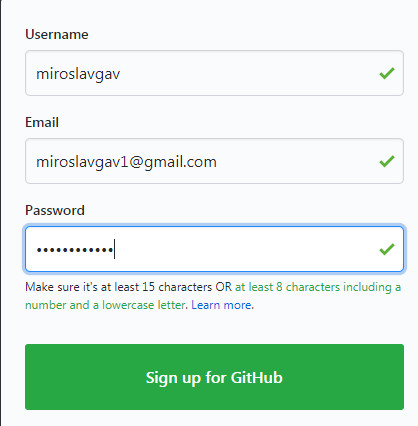 Username
miroslavgav
Email
miroslavgav1@gmail.com
Password
••••••••••••
Make sure it's at least 15 characters OR at least 8 characters including a
number and a lowercase letter. Learn more.
Sign up for GitHub